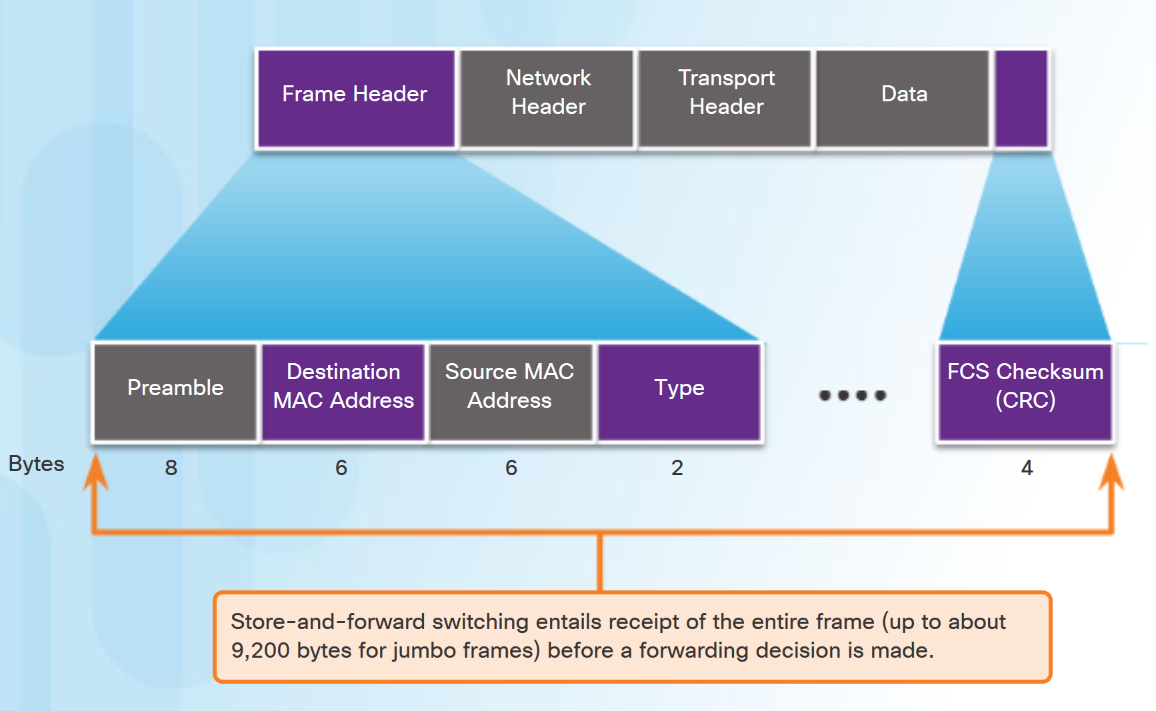 Frame Header
Network
Header
Transport
Header
Data
Preamble
Destination
MAC Address
Source MAC
Address
Type
FCS Checksum
(CRC)
Bytes 8 6 6 2 4
Store-and-forward switching entails receipt of the entire frame (up to about
9,200 bytes for jumbo frames) before a forwarding decision is made.